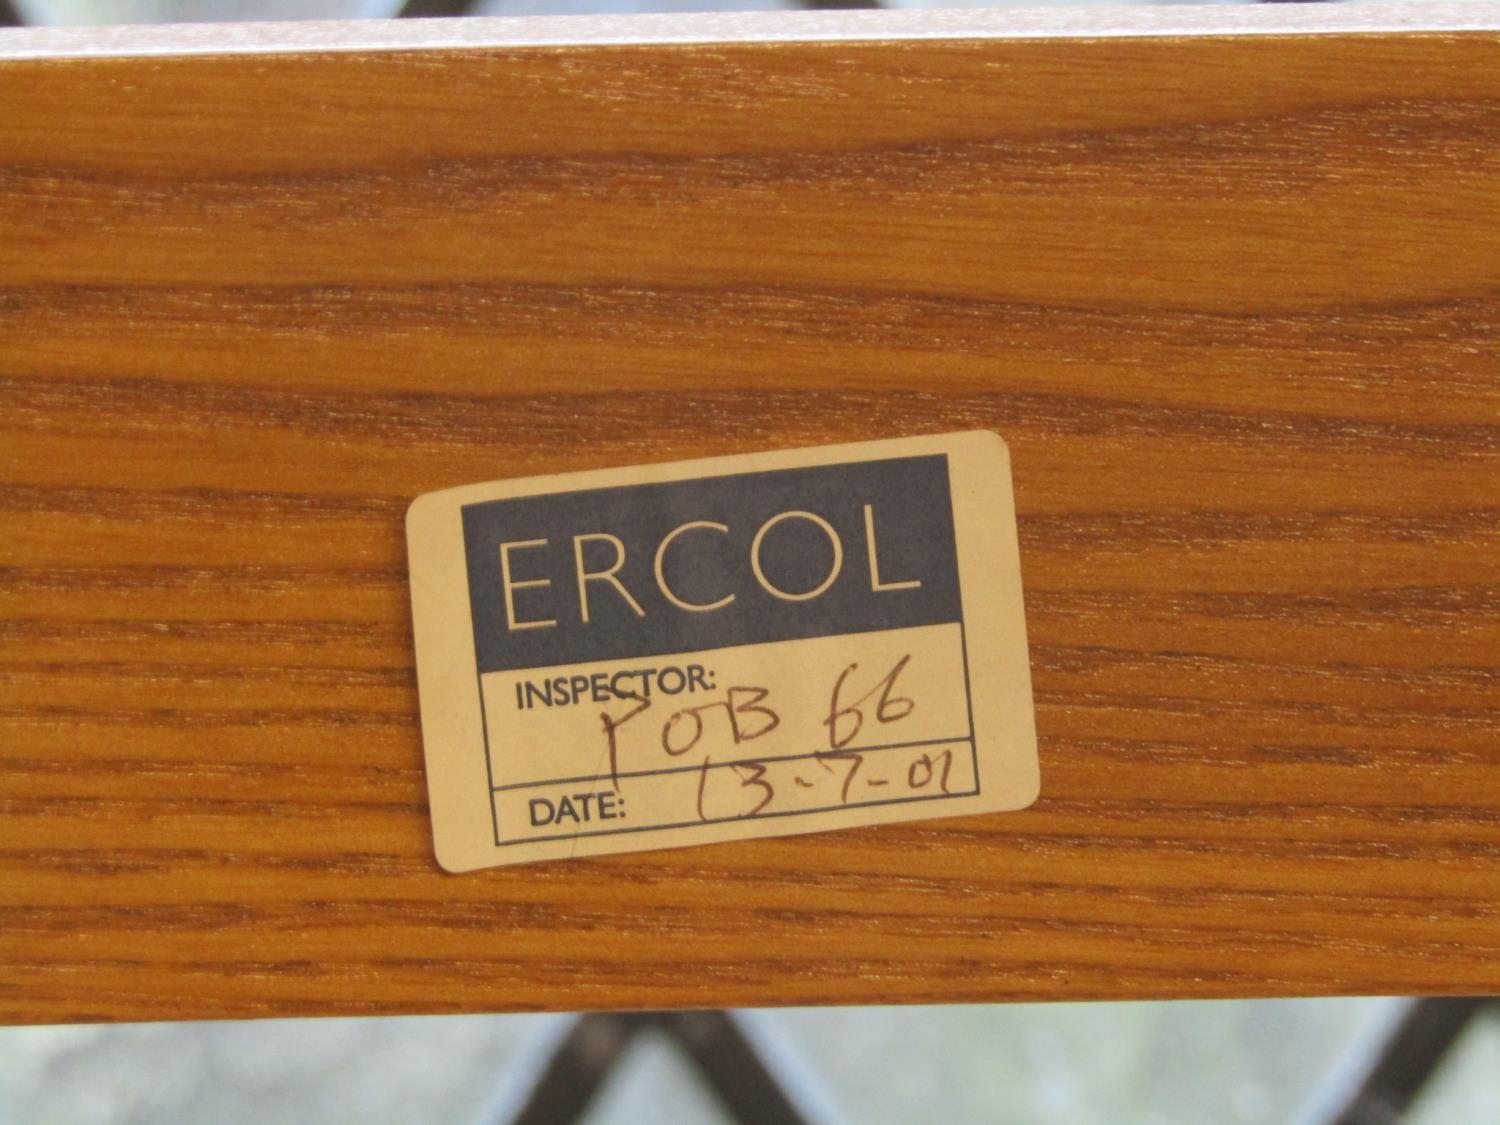 ERCOL
INSPECTOR:
POB 66
DATE: 13-7-01